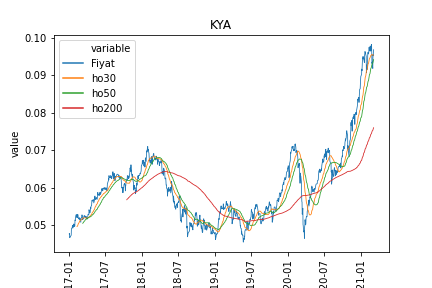 KYA
0.10
0.09
0.08
0.07
0.06
0.05
value
variable
Fiyat
ho30
ho50
ho200
17-01
17-07
18-01
18-07
19-01
19-07
20-01
20-07
21-01